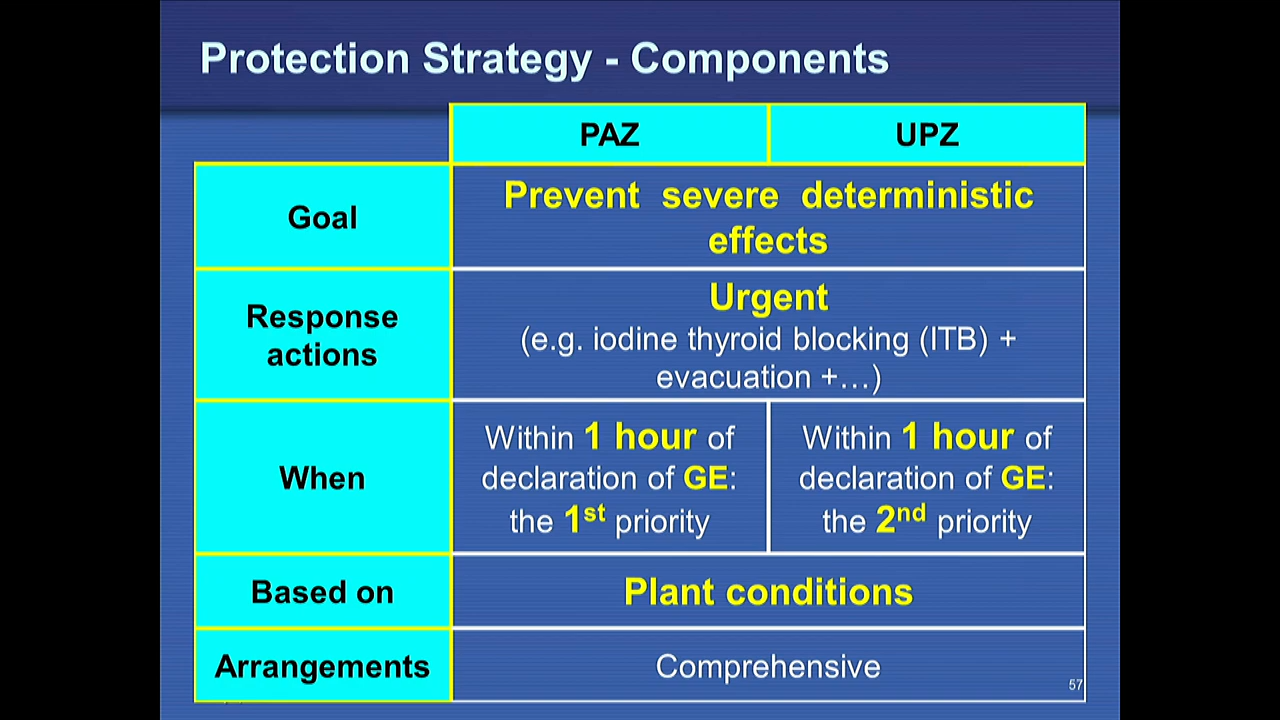 Protection Strategy - Components
PAZ UPZ
Goal
Prevent severe deterministic
effects
Response
actions
Urgent
(e.g. iodine thyroid blocking (ITB) +
evacuation +…)
When
Within 1 hour of
declaration of GE:
the 1st priority
Within 1 hour of
declaration of GE:
the 2nd priority
Based on
Plant conditions
Arrangements
Comprehensive
57